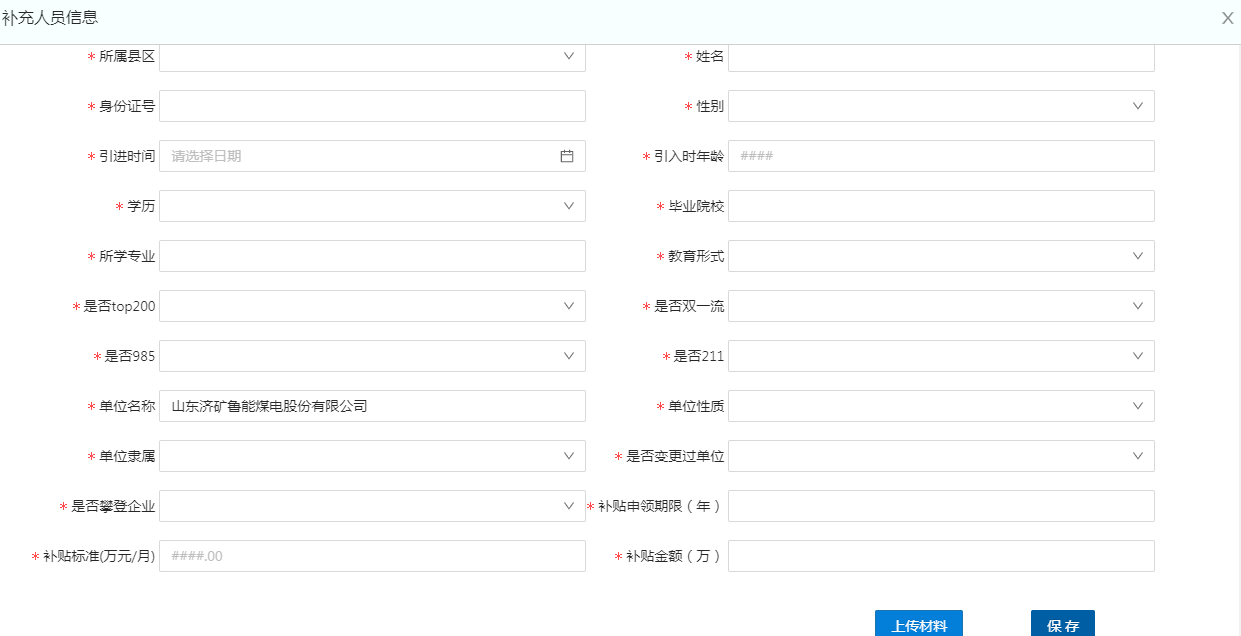 补充人员信息
* 所属县区
* 姓名
* 身份证号
* 性别
* 引进时间 请选择日期
* 引入时年龄 ####
* 学历
* 毕业院校
* 所学专业
* 教育形式
* 是否top200
* 是否双一流
* 是否985
* 是否211
* 单位名称 山东济矿鲁能煤电股份有限公司
* 单位性质
* 单位隶属
* 是否变更过单位
* 是否攀登企业
* 补贴申领期限（年）
* 补贴标准(万元/月) ####.00
* 补贴金额（万）
上传材料
保存